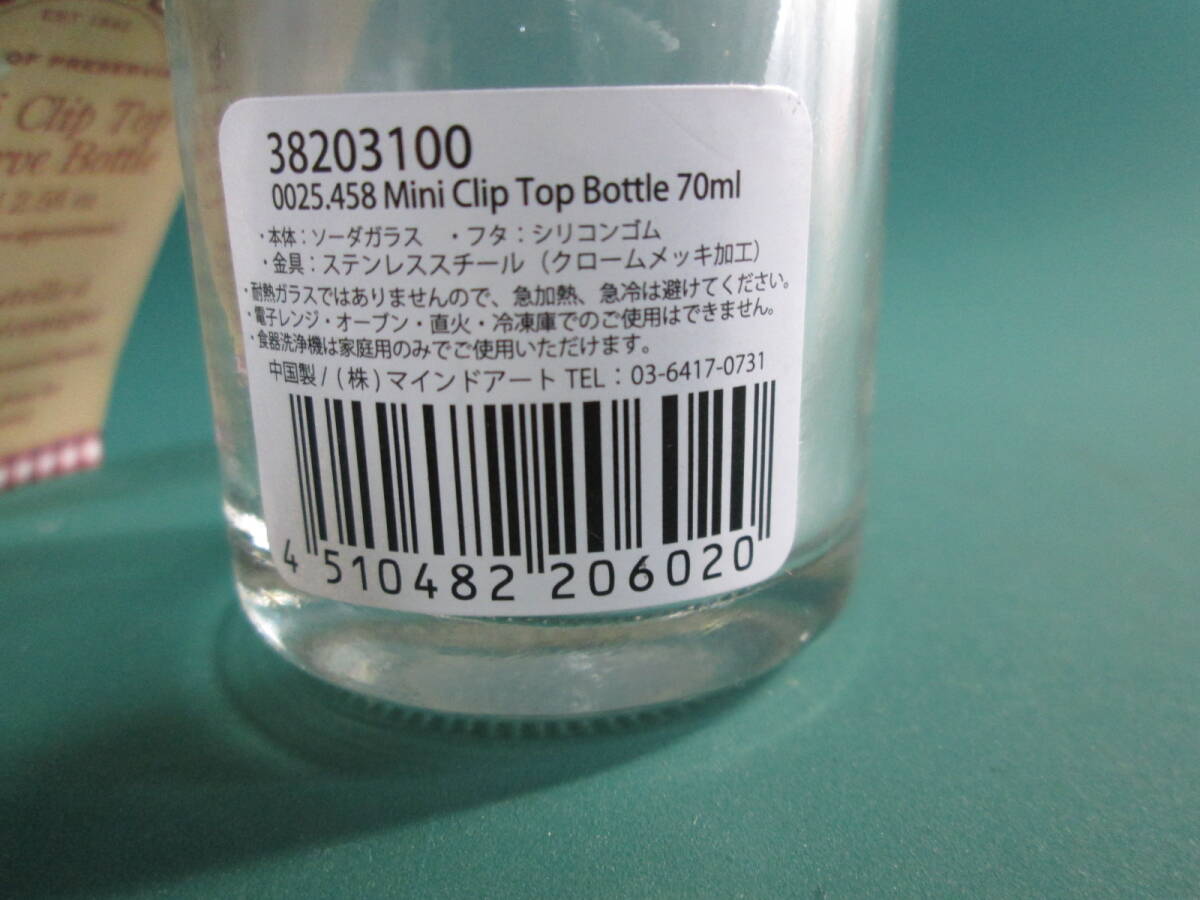 EST 1842
OF PRESERVIN
Clip Top
rve Bottle
38203100
0025.458 Mini Clip Top Bottle 70ml
・本体：ソーダガラス ・フタ：シリコンゴム
・金具：ステンレススチール（クロームメッキ加工）
・耐熱ガラスではありませんので、急加熱、急冷は避けてください。
・電子レンジ・オーブン・直火・冷凍庫でのご使用はできません。
・食器洗浄機は家庭用のみでご使用いただけます。
中国製 / (株) マインドアート TEL : 03-6417-0731
4 510482 206020